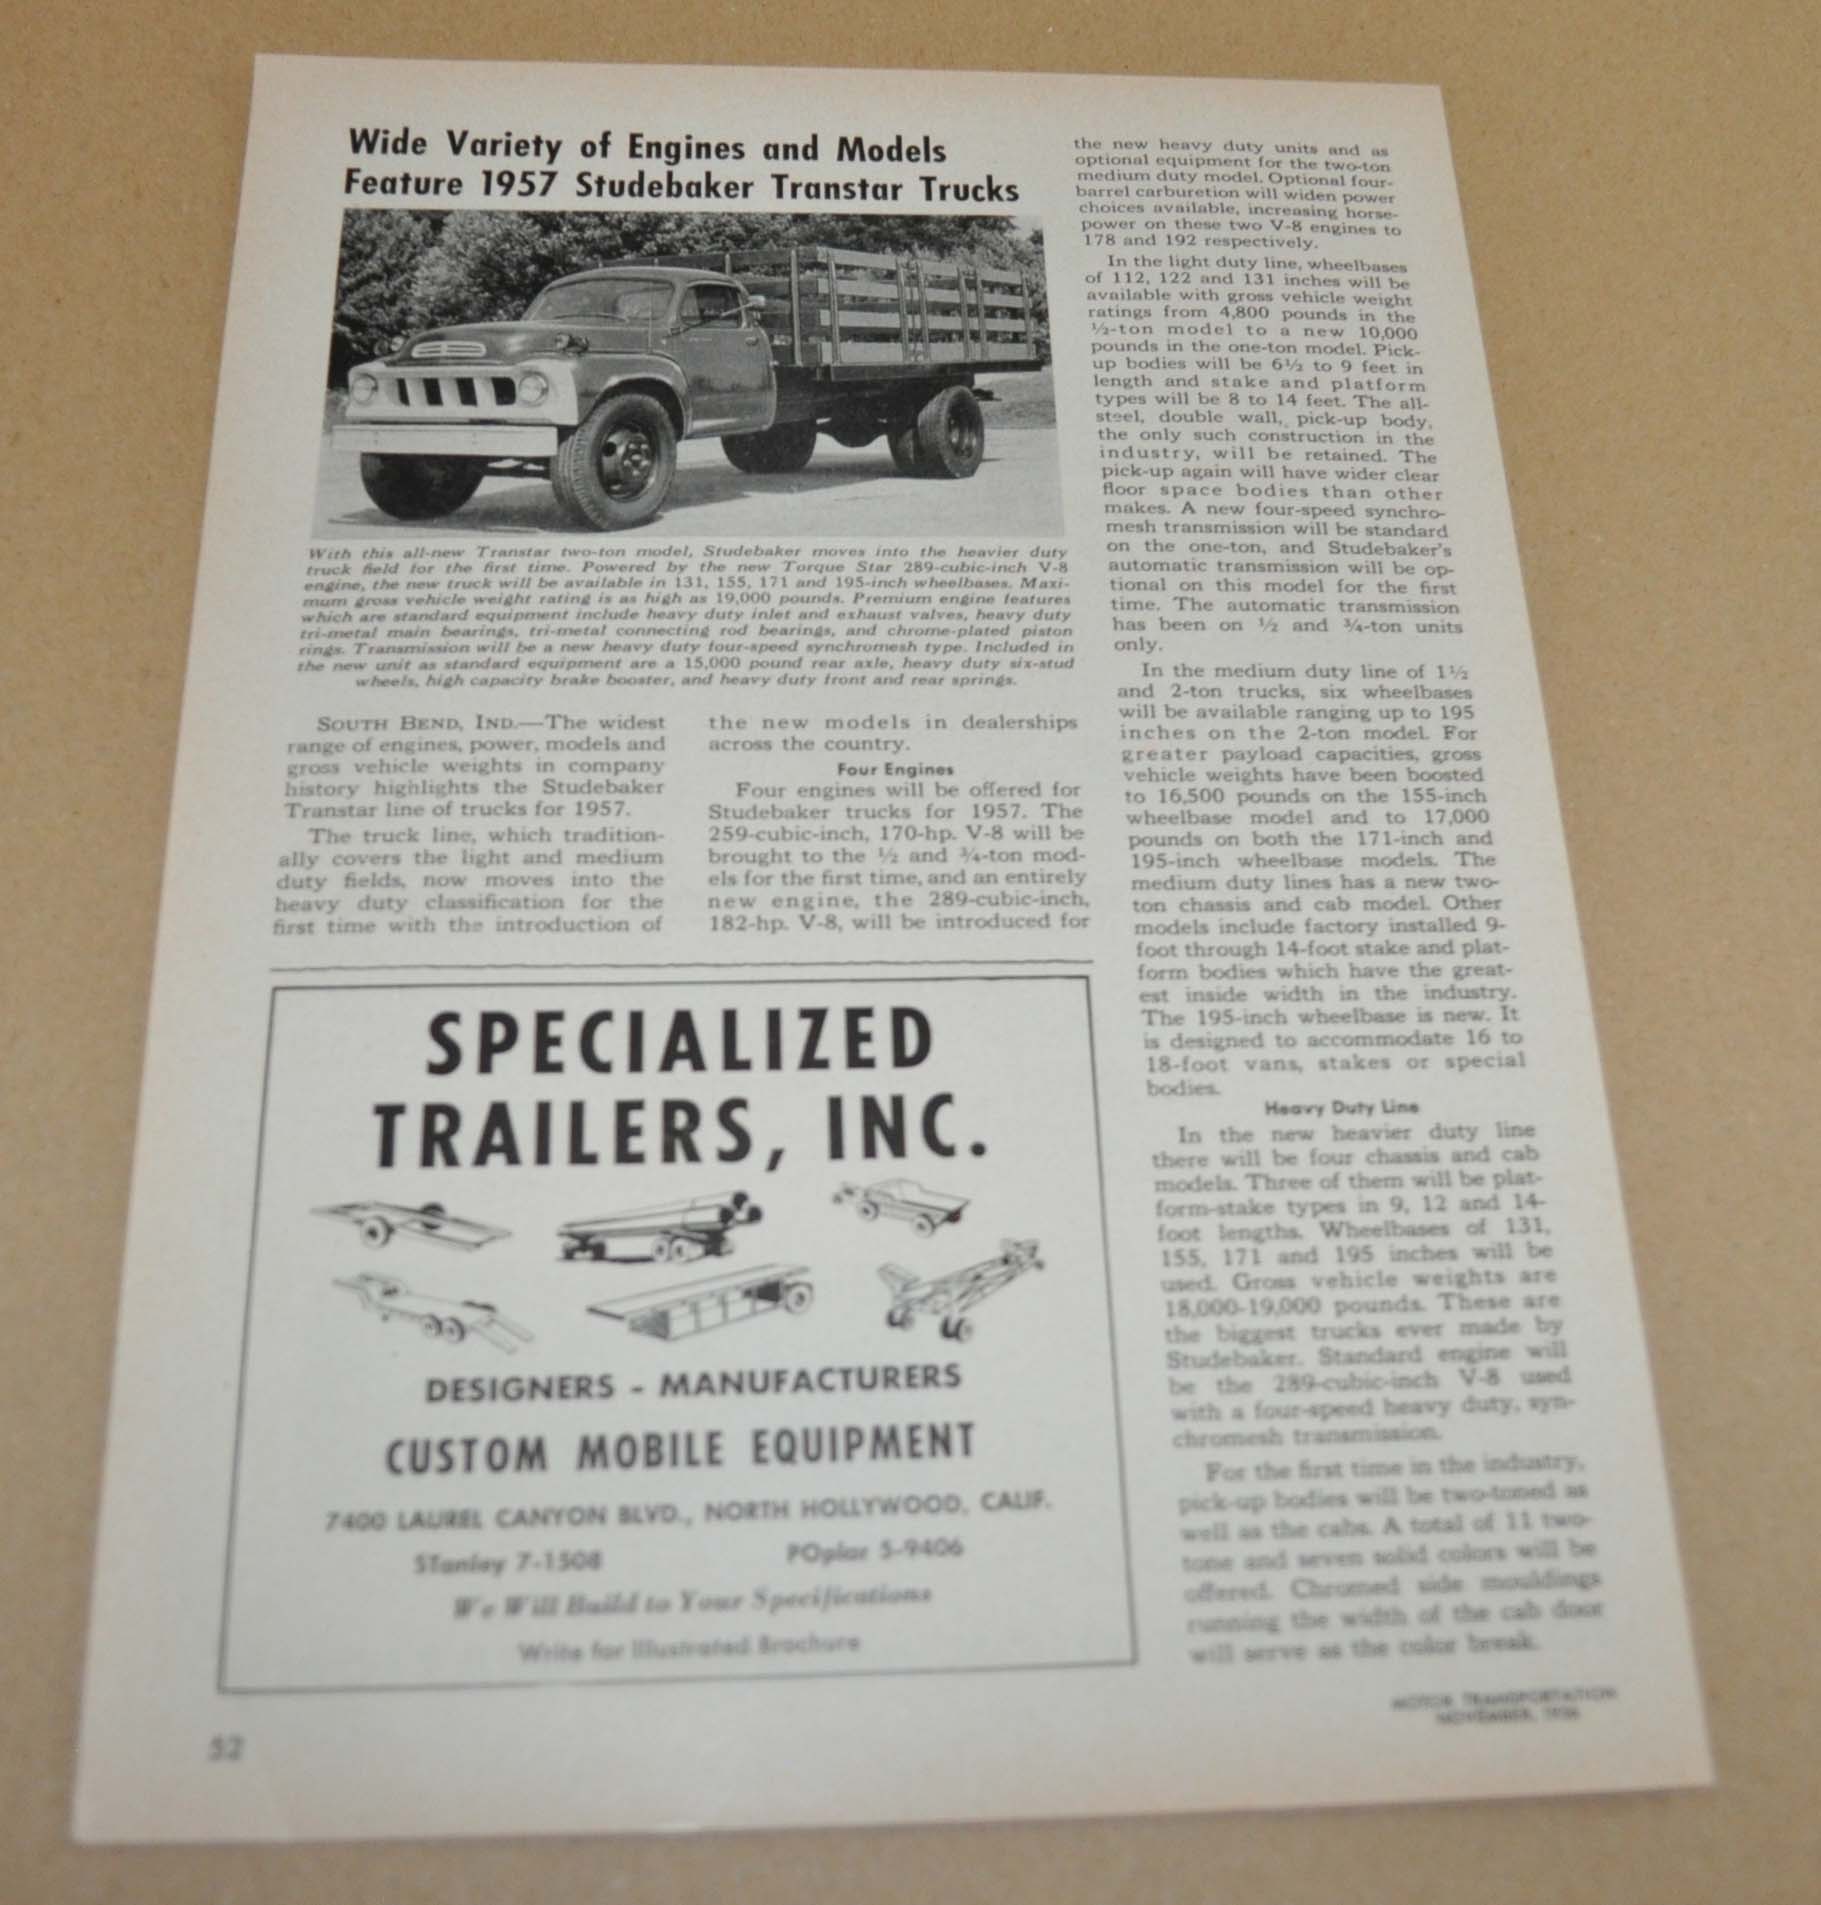 Wide Variety of Engines and Models
Feature 1957 Studebaker Transtar Trucks
With this all-new Transtar two-ton model, Studebaker moves into the heavier duty
truck field for the first time. Powered by the new Torque Star 289-cubic-inch V-8
engine, the new truck will be available in 131, 155, 171 and 195-inch wheelbases. Maxi-
mum gross vehicle weight rating is as high as 19,000 pounds. Premium engine features
which are standard equipment include heavy duty inlet and exhaust valves, heavy duty
tri-metal main bearings, tri-metal connecting rod bearings, and chrome-plated piston
rings. Transmission will be a new heavy duty four-speed synchromesh type. Included in
the new unit as standard equipment are a 15,000 pound rear axle, heavy duty six-stud
wheels, high capacity brake booster, and heavy duty front and rear springs.
SOUTH BEND, IND.—The widest
range of engines, power, models and
gross vehicle weights in company
history highlights the Studebaker
Transtar line of trucks for 1957.
The truck line, which tradition-
ally covers the light and medium
duty fields, now moves into the
heavy duty classification for the
first time with the introduction of
the new models in dealerships
across the country.
Four Engines
Four engines will be offered for
Studebaker trucks for 1957. The
259-cubic-inch, 170-hp. V-8 will be
brought to the ½ and ¾-ton mod-
els for the first time, and an entirely
new engine, the 289-cubic-inch,
182-hp. V-8, will be introduced for
the new heavy duty units and as
optional equipment for the two-ton
medium duty model. Optional four-
barrel carburetion will widen power
choices available, increasing horse-
power on these two V-8 engines to
178 and 192 respectively.
In the light duty line, wheelbases
of 112, 122 and 131 inches will be
available with gross vehicle weight
ratings from 4,800 pounds in the
½-ton model to a new 10,000
pounds in the one-ton model. Pick-
up bodies will be 6½ to 9 feet in
length and stake and platform
types will be 8 to 14 feet. The all-
steel, double wall, pick-up body,
the only such construction in the
industry, will be retained. The
pick-up again will have wider clear
floor space bodies than other
makes. A new four-speed synchro-
mesh transmission will be standard
on the one-ton, and Studebaker's
automatic transmission will be op-
tional on this model for the first
time. The automatic transmission
has been on ½ and ¾-ton units
only.
In the medium duty line of 1½
and 2-ton trucks, six wheelbases
will be available ranging up to 195
inches on the 2-ton model. For
greater payload capacities, gross
vehicle weights have been boosted
to 16,500 pounds on the 155-inch
wheelbase model and to 17,000
pounds on both the 171-inch and
195-inch wheelbase models. The
medium duty lines has a new two-
ton chassis and cab model. Other
models include factory installed 9-
foot through 14-foot stake and plat-
form bodies which have the great-
est inside width in the industry.
The 195-inch wheelbase is new. It
is designed to accommodate 16 to
18-foot vans, stakes or special
bodies.
Heavy Duty Line
In the new heavier duty line
there will be four chassis and cab
models. Three of them will be plat-
form-stake types in 9, 12 and 14-
foot lengths. Wheelbases of 131,
155, 171 and 195 inches will be
used. Gross vehicle weights are
18,000-19,000 pounds. These are
the biggest trucks ever made by
Studebaker. Standard engine will
be the 289-cubic-inch V-8 used
with a four-speed heavy duty, syn-
chromesh transmission.
For the first time in the industry,
pick-up bodies will be two-toned as
well as the cabs. A total of 11 two-
tone and seven solid colors will be
offered. Chromed side mouldings
running the width of the cab door
will serve as the color break.
SPECIALIZED
TRAILERS, INC.
DESIGNERS - MANUFACTURERS
CUSTOM MOBILE EQUIPMENT
7400 LAUREL CANYON BLVD., NORTH HOLLYWOOD, CALIF.
STanley 7-1508 POplar 5-9406
We Will Build to Your Specifications
Write for Illustrated Brochure
52
MOTOR TRANSPORTATION
NOVEMBER, 1956